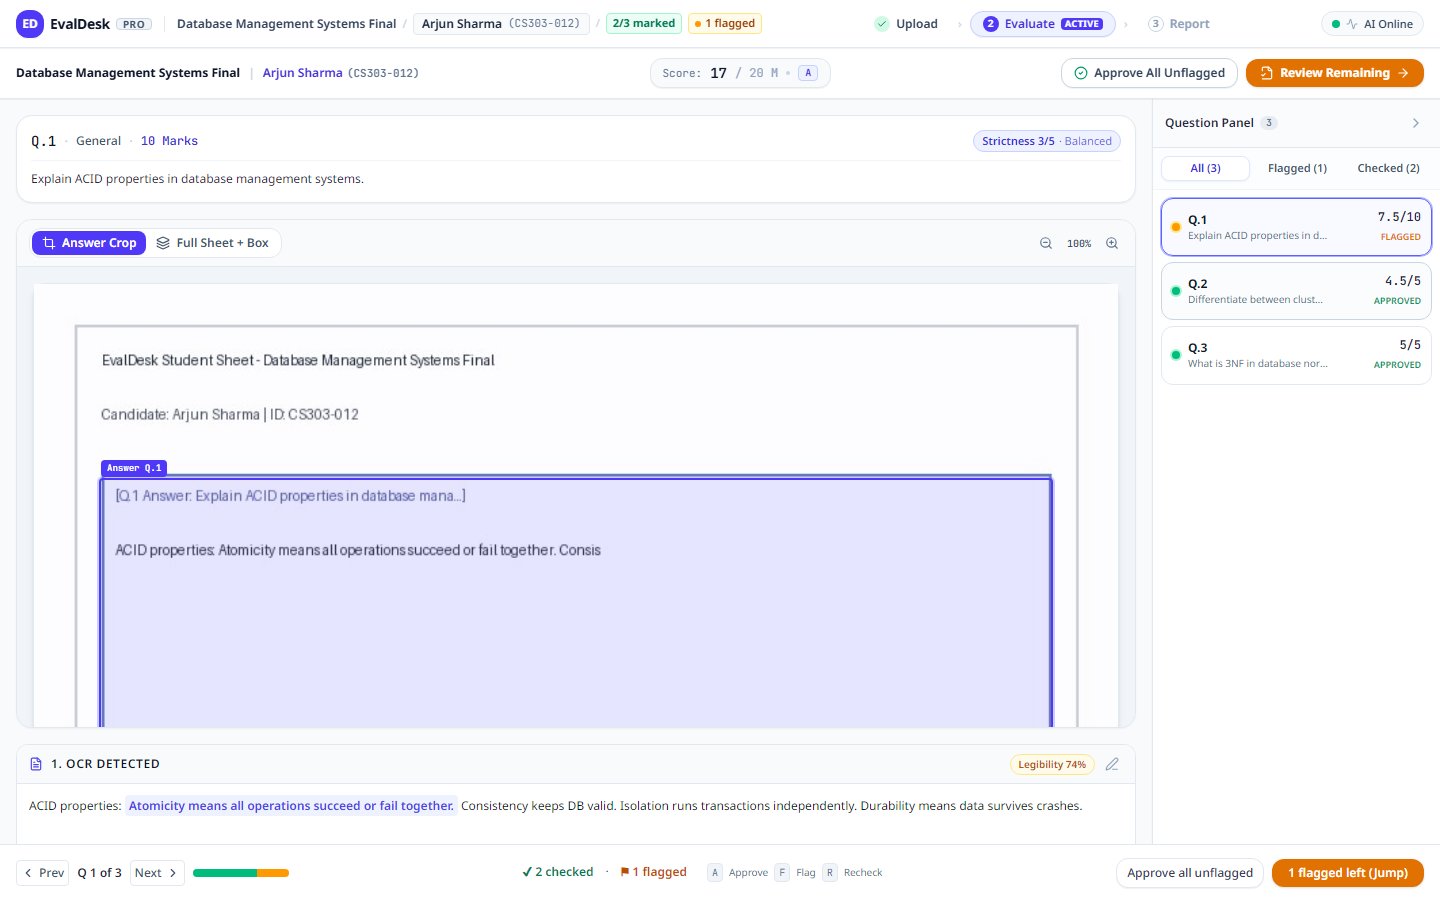 ED EvalDesk PRO Database Management Systems Final / Arjun Sharma (CS303-012) / 2/3 marked 1 flagged Upload 2 Evaluate ACTIVE 3 Report AI Online
Database Management Systems Final | Arjun Sharma (CS303-012) Score: 17 / 20 M • A Approve All Unflagged Review Remaining →
Q.1 · General · 10 Marks Strictness 3/5 · Balanced
Explain ACID properties in database management systems.
Answer Crop Full Sheet + Box 100%
EvalDesk Student Sheet - Database Management Systems Final
Candidate: Arjun Sharma | ID: CS303-012
Answer Q.1
[Q.1 Answer: Explain ACID properties in database mana...]
ACID properties: Atomicity means all operations succeed or fail together. Consis
1. OCR DETECTED Legibility 74%
ACID properties: Atomicity means all operations succeed or fail together. Consistency keeps DB valid. Isolation runs transactions independently. Durability means data survives crashes.
Question Panel 3
All (3) Flagged (1) Checked (2)
Q.1 7.5/10
Explain ACID properties in d... FLAGGED
Q.2 4.5/5
Differentiate between clust... APPROVED
Q.3 5/5
What is 3NF in database nor... APPROVED
Prev Q 1 of 3 Next ✓ 2 checked · 1 flagged A Approve F Flag R Recheck Approve all unflagged 1 flagged left (Jump)